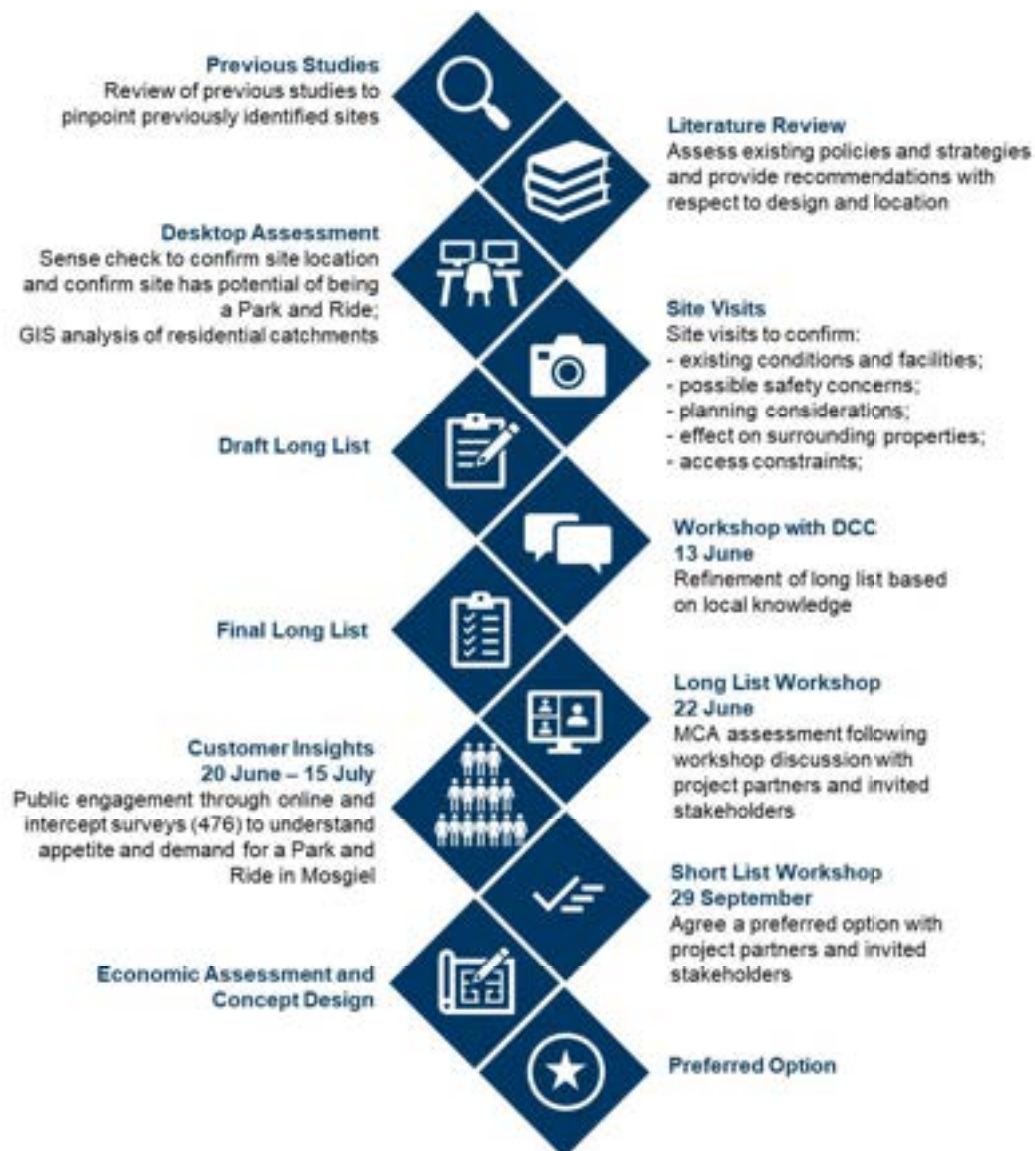 Previous Studies
Review of previous studies to
pinpoint previously identified sites
Literature Review
Assess existing policies and strategies
and provide recommendations with
respect to design and location
Desktop Assessment
Sense check to confirm site location
and confirm site has potential of being
a Park and Ride;
GIS analysis of residential catchments
Site Visits
Site visits to confirm:
- existing conditions and facilities;
- possible safety concerns;
- planning considerations;
- effect on surrounding properties;
- access constraints;
Draft Long List
Workshop with DCC
13 June
Refinement of long list based
on local knowledge
Final Long List
Long List Workshop
22 June
MCA assessment following
workshop discussion with
project partners and invited
stakeholders
Customer Insights
20 June – 15 July
Public engagement through online and
intercept surveys (476) to understand
appetite and demand for a Park and
Ride in Mosgiel
Short List Workshop
29 September
Agree a preferred option with
project partners and invited
stakeholders
Economic Assessment and
Concept Design
Preferred Option